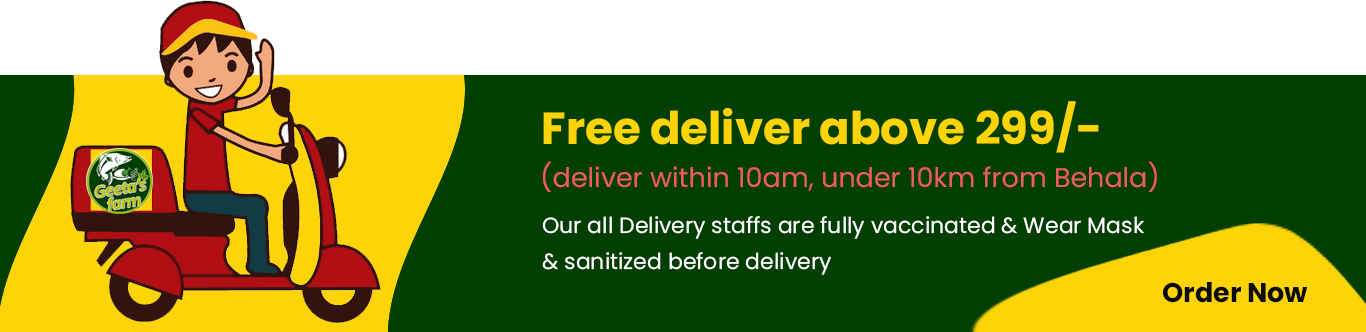 Geeta's
farm
Free deliver above 299/-
(deliver within 10am, under 10km from Behala)
Our all Delivery staffs are fully vaccinated & Wear Mask
& sanitized before delivery
Order Now